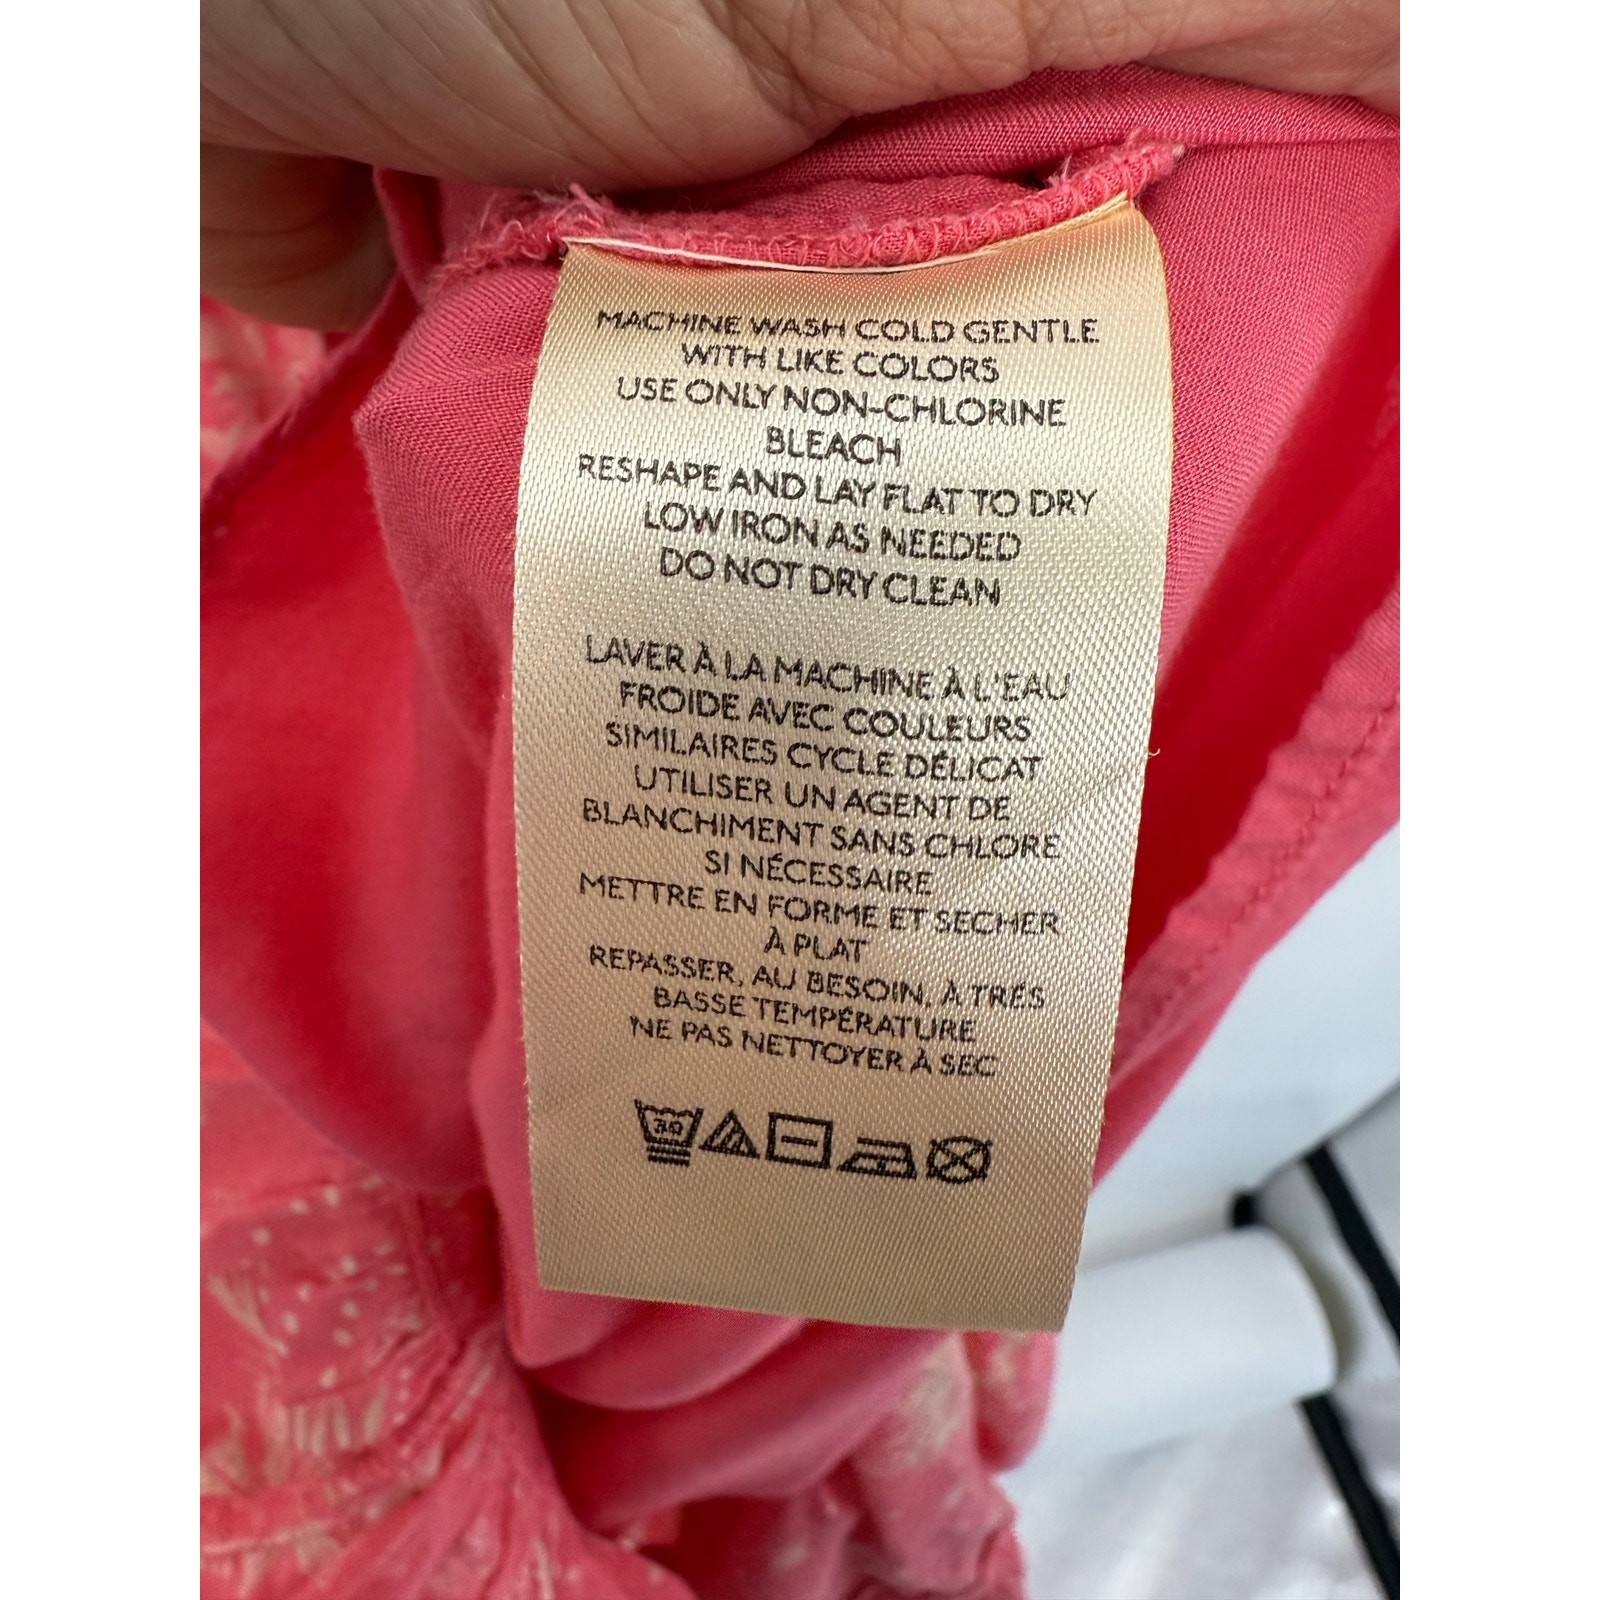 MACHINE WASH COLD GENTLE
WITH LIKE COLORS
USE ONLY NON-CHLORINE
BLEACH
RESHAPE AND LAY FLAT TO DRY
LOW IRON AS NEEDED
DO NOT DRY CLEAN
LAVER À LA MACHINE À L'EAU
FROIDE AVEC COULEURS
SIMILAIRES CYCLE DÉLICAT
UTILISER UN AGENT DE
BLANCHIMENT SANS CHLORE
SI NÉCESSAIRE
METTRE EN FORME ET SECHER
À PLAT
REPASSER, AU BESOIN, À TRÉS
BASSE TEMPÉRATURE
NE PAS NETTOYER À SEC
30